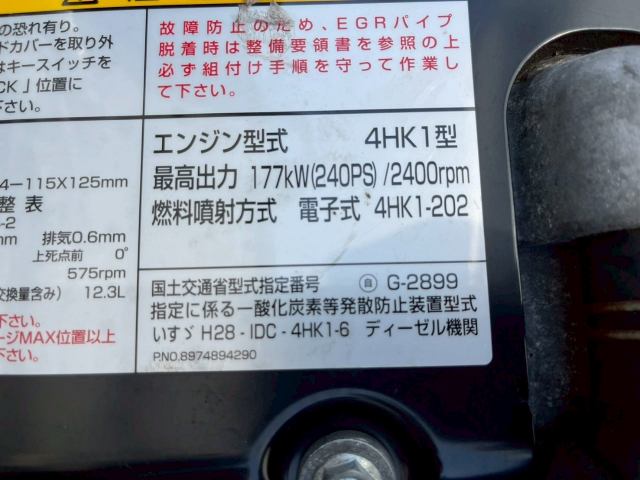 の恐れ有り。
ドカバーを取り外
はキースイッチを
CK」位置に
下さい。
故障防止のため、EGRパイプ
脱着時は整備要領書を参照の上
必ず組付け手順を守って作業し
て下さい。
エンジン型式 4HK1型
最高出力 177kW(240PS)/2400rpm
燃料噴射方式 電子式 4HK1-202
4-115X125mm
整表
-2
mm 排気0.6mm
上死点前 0°
575rpm
交換量含み) 12.3L
さい。
ージMAX位置以上
下さい。
国土交通省型式指定番号 自 G-2899
指定に係る一酸化炭素等発散防止装置型式
いすゞ H28-IDC-4HK1-6 ディーゼル機関
P.NO.8974894290